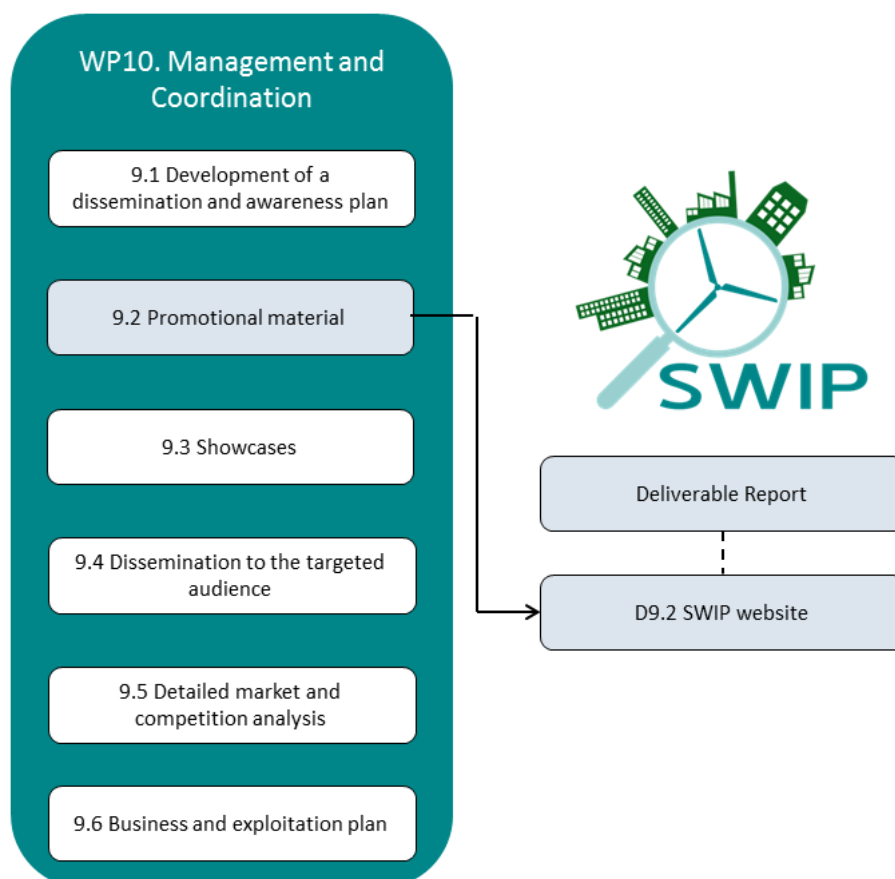 WP10. Management and
Coordination
9.1 Development of a
dissemination and awareness plan
9.2 Promotional material
9.3 Showcases
9.4 Dissemination to the targeted
audience
9.5 Detailed market and
competition analysis
9.6 Business and exploitation plan
SWIP
Deliverable Report
D9.2 SWIP website